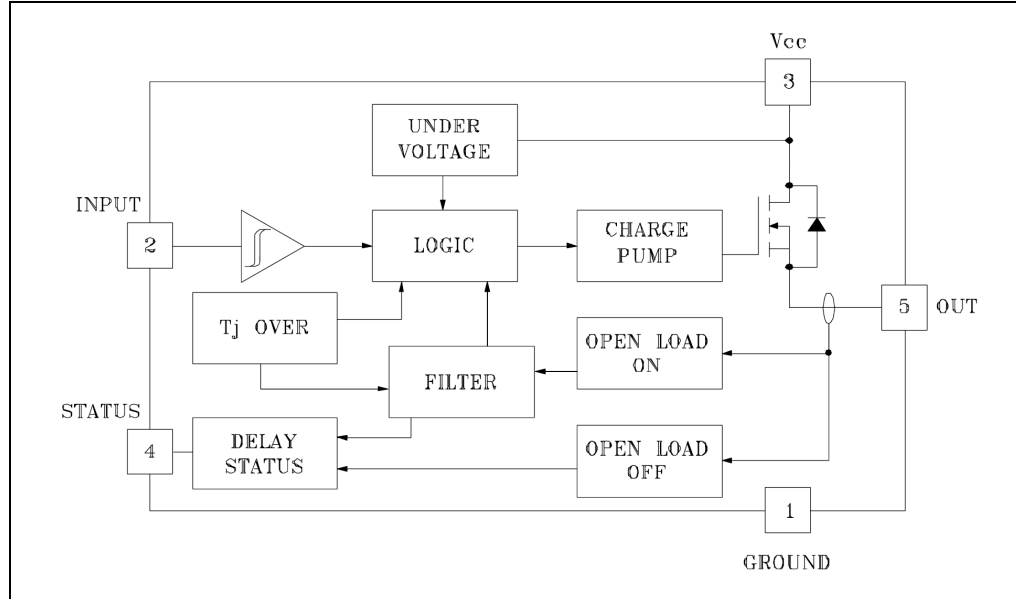 Vcc
3
UNDER
VOLTAGE
INPUT
2
LOGIC
CHARGE
PUMP
5
OUT
Tj OVER
OPEN LOAD
ON
FILTER
STATUS
4
DELAY
STATUS
OPEN LOAD
OFF
1
GROUND